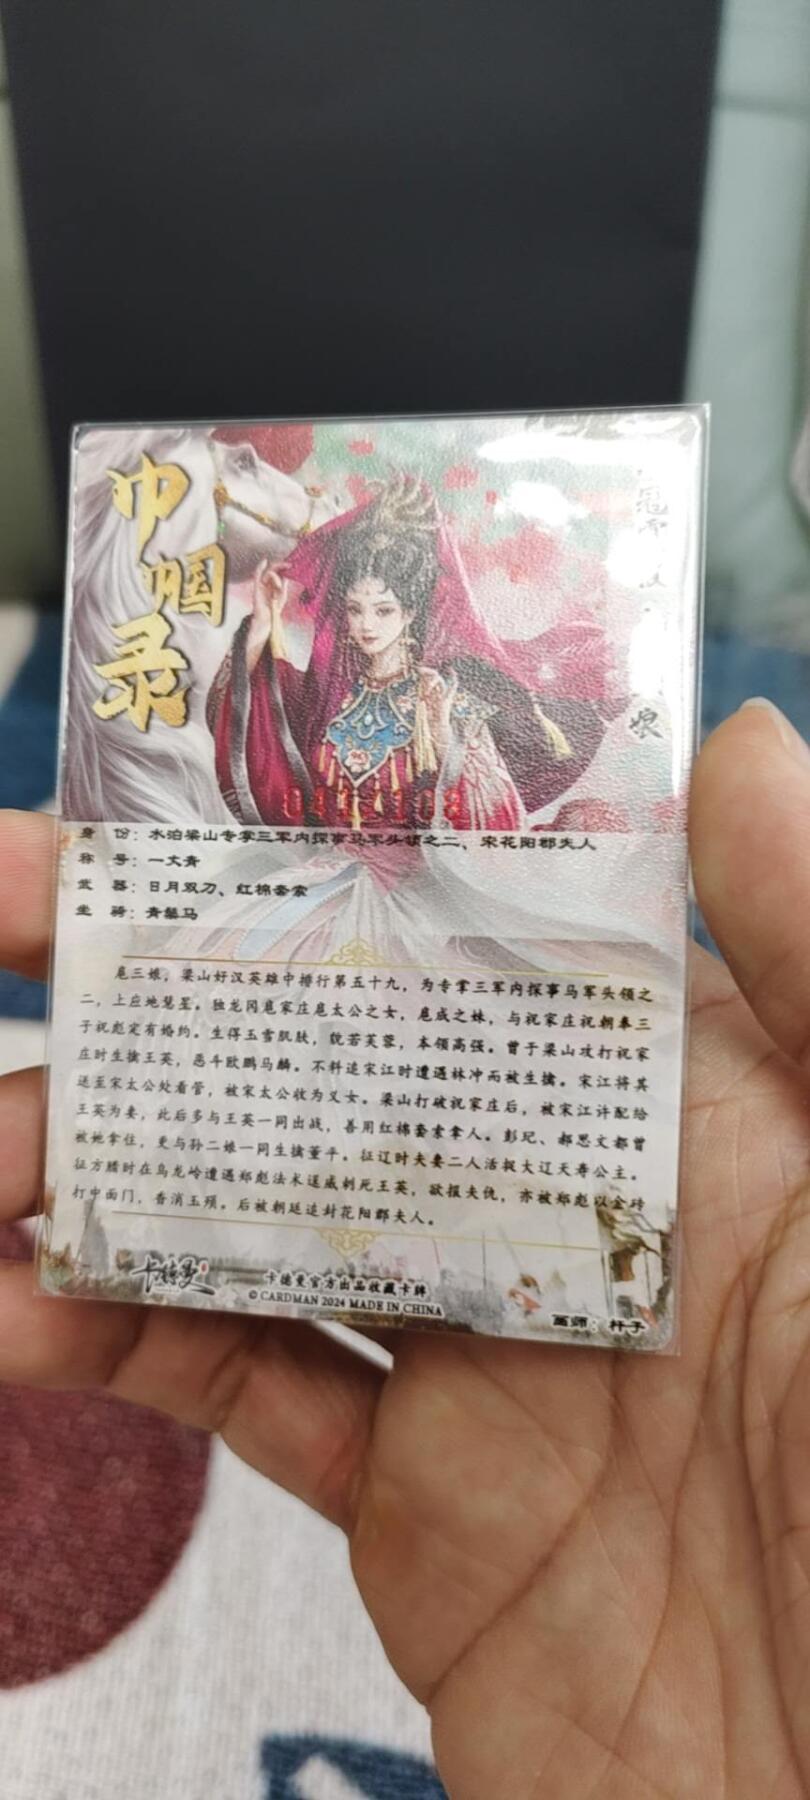 巾帼录
娘
身 份：水泊梁山专掌三军内探事马军头领之二、宋花阳郡夫人
称 号：一丈青
武 器：日月双刀、红棉套索
坐 骑：青鬃马
扈三娘，梁山好汉英雄中排行第五十九，为专掌三军内探事马军头领之
二，上应地慧星。独龙冈扈家庄扈太公之女，扈成之妹，与祝家庄祝朝奉三
子祝彪定有婚约。生得玉雪肌肤，貌若芙蓉，本领高强。曾于梁山攻打祝家
庄时生擒王英，恶斗欧鹏马麟。不料追宋江时遭遇林冲而被生擒。宋江将其
送至宋太公处看管，被宋太公收为义女。梁山打破祝家庄后，被宋江许配给
王英为妻，此后多与王英一同出战，善用红棉套索拿人。彭玘、郝思文都曾
被她拿住，更与孙二娘一同生擒董平。征辽时夫妻二人活捉大辽天寿公主。
征方腊时在乌龙岭遭遇郑彪法术逞威刺死王英，欲报夫仇，亦被郑彪以金砖
打中面门，香消玉殒。后被朝廷追封花阳郡夫人。
卡德曼
卡德曼官方出品收藏卡牌
© CARDMAN 2024 MADE IN CHINA
画师：杆子